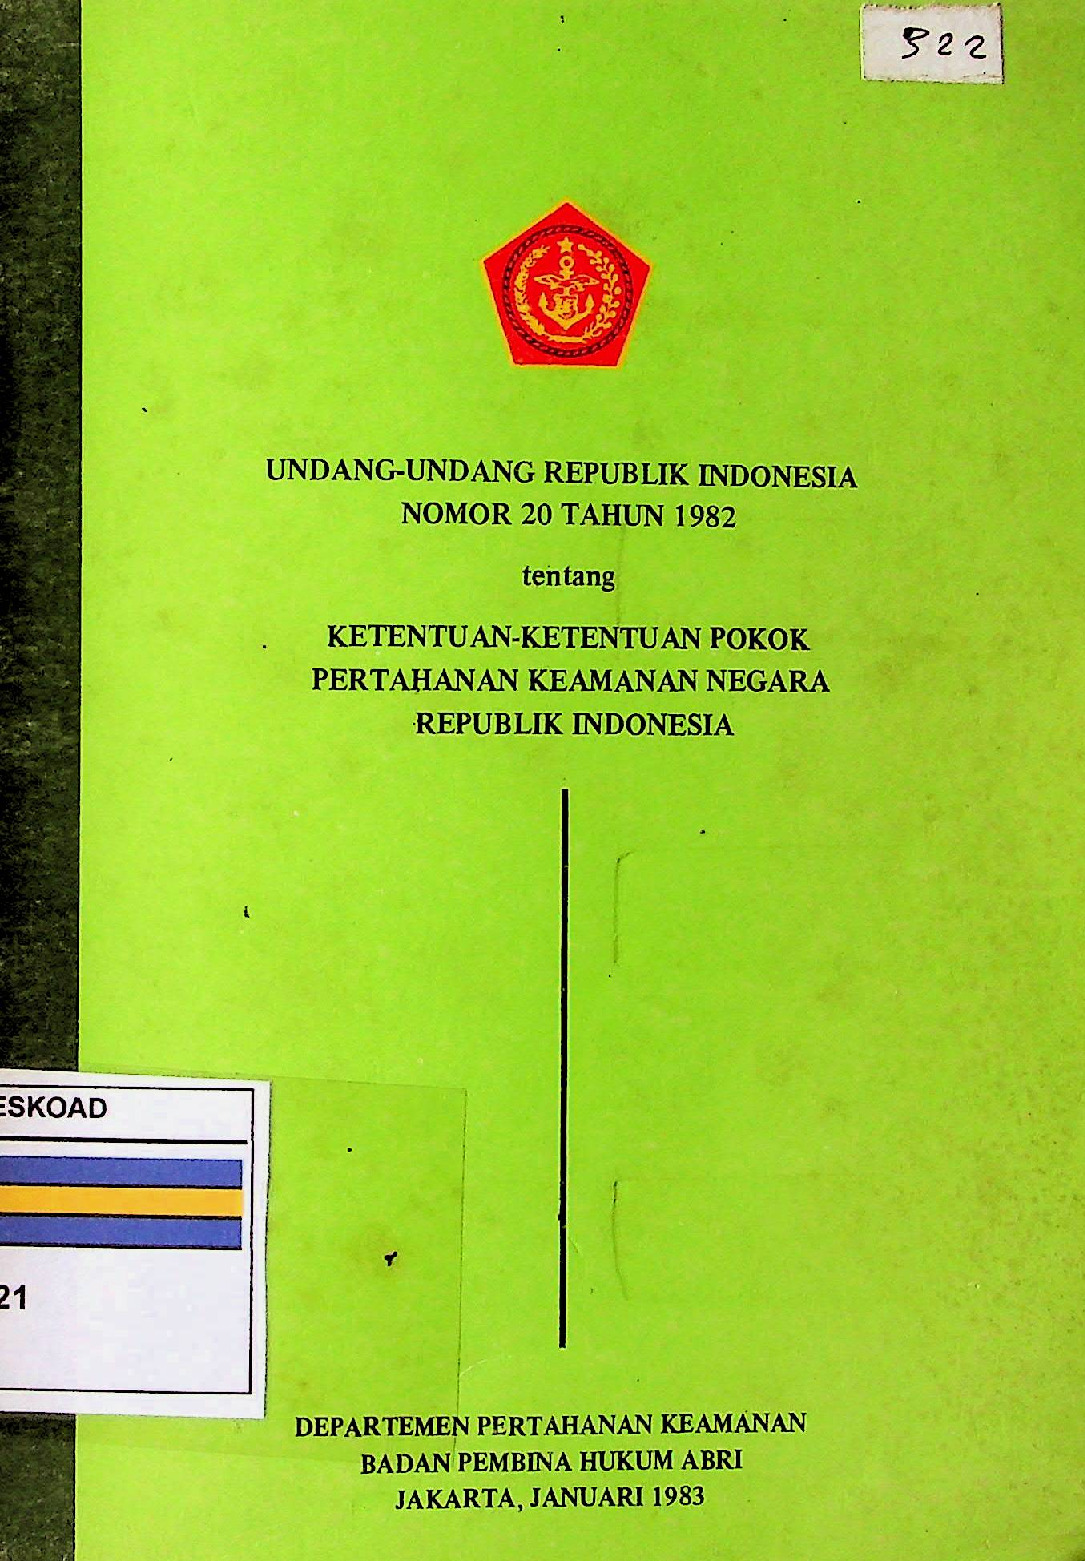 322
UNDANG-UNDANG REPUBLIK INDONESIA
NOMOR 20 TAHUN 1982
tentang
KETENTUAN-KETENTUAN POKOK
PERTAHANAN KEAMANAN NEGARA
REPUBLIK INDONESIA
ESKOAD
21
DEPARTEMEN PERTAHANAN KEAMANAN
BADAN PEMBINA HUKUM ABRI
JAKARTA, JANUARI 1983